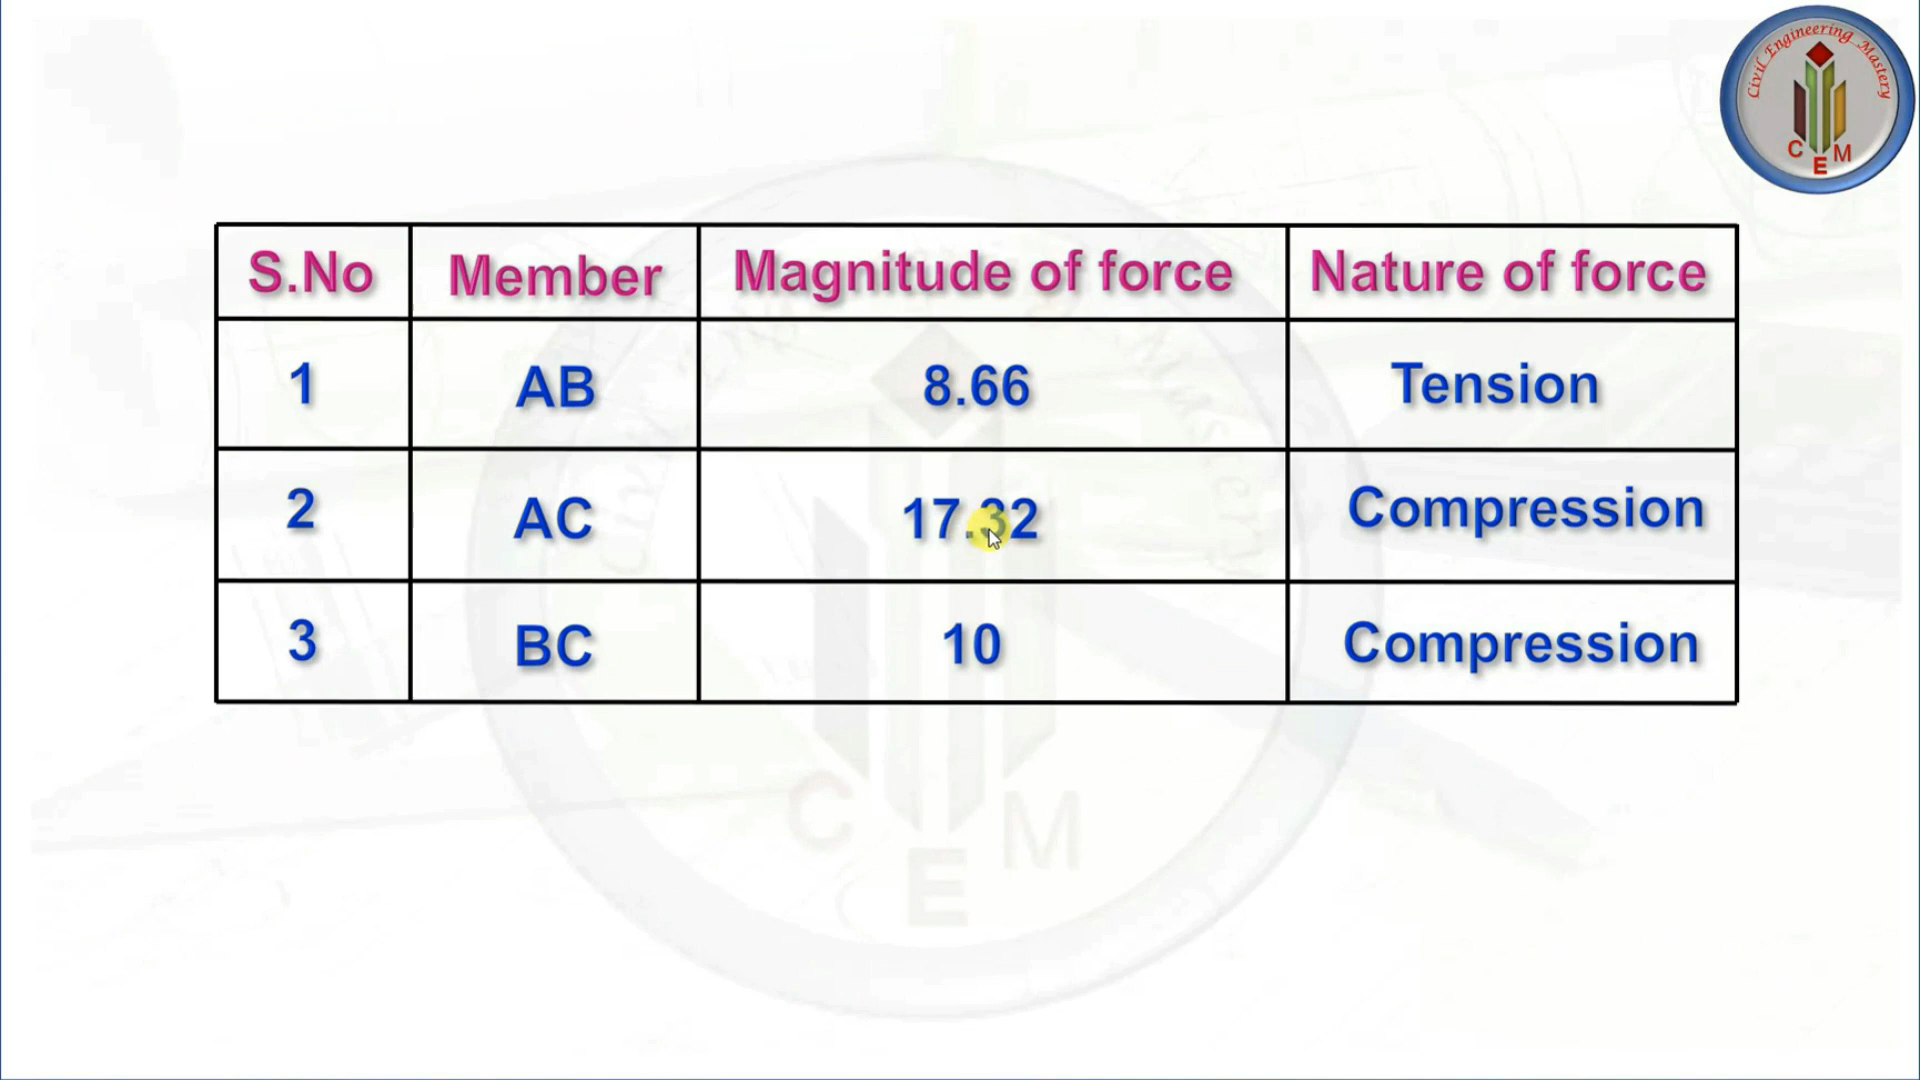 Civil Engineering Mastery
C E M
S.No Member Magnitude of force Nature of force
1 AB 8.66 Tension
2 AC 17.32 Compression
3 BC 10 Compression
C E M